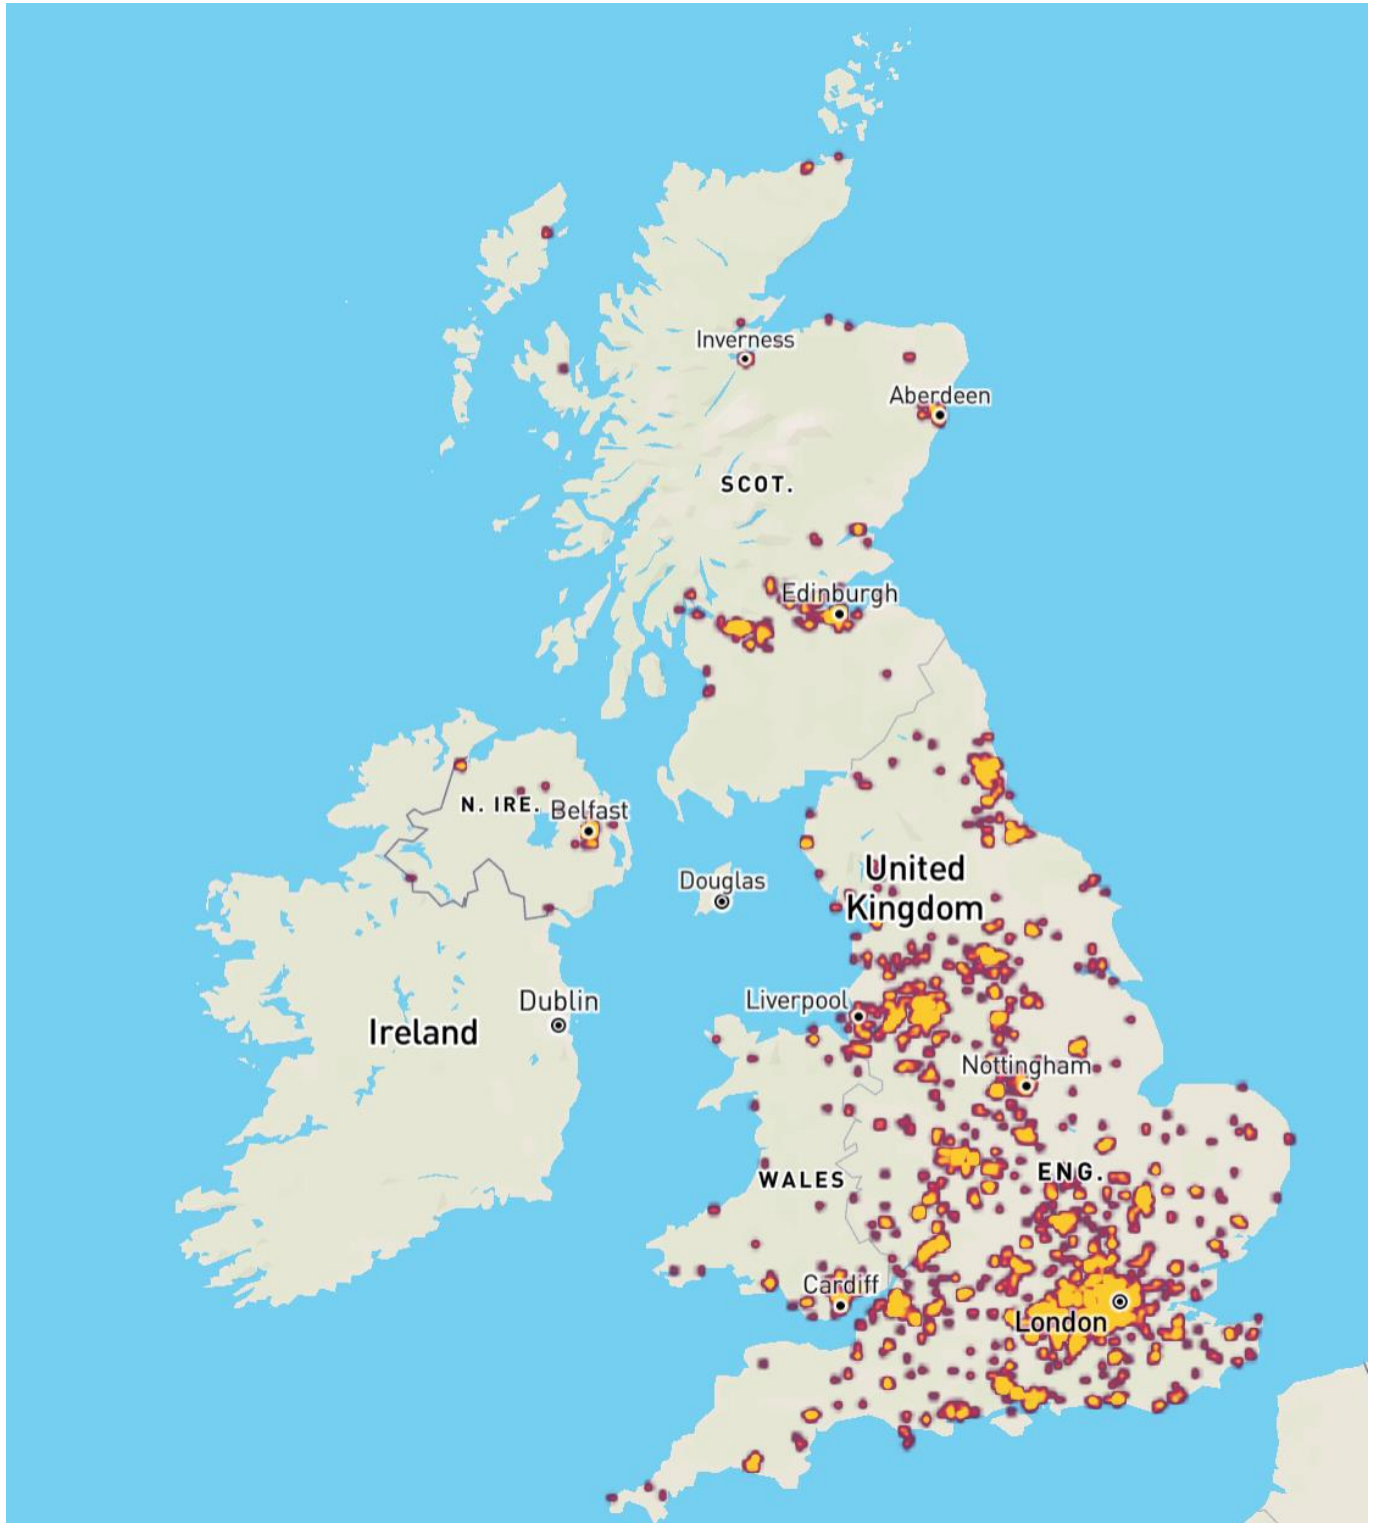 Inverness
Aberdeen
SCOT.
Edinburgh
N. IRE.
Belfast
United
Kingdom
Douglas
Dublin
Liverpool
Ireland
Nottingham
ENG.
WALES
Cardiff
London